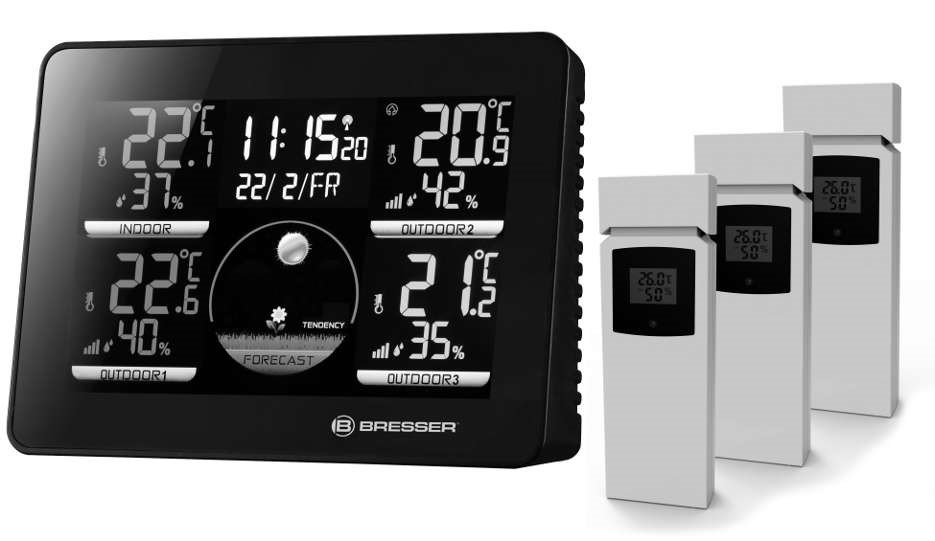 22.1°C
37%
INDOOR
11:15 20
22/ 2/FR
20.9°C
42%
OUTDOOR2
22.6°C
40%
OUTDOOR1
TENDENCY
FORECAST
21.2°C
35%
OUTDOOR3
B BRESSER
26.0°C
50%
26.0°C
50%
26.0°C
50%